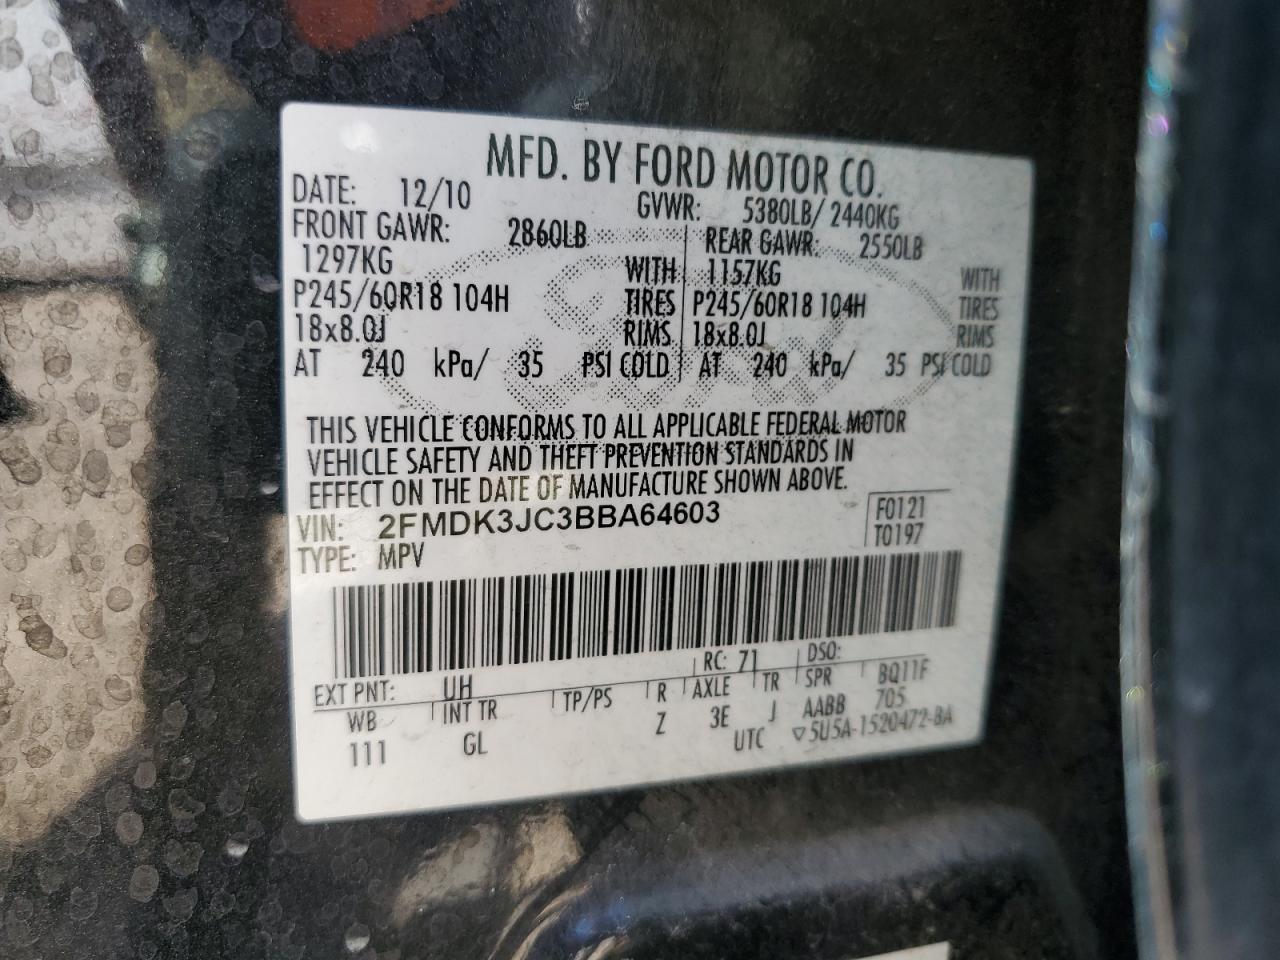 MFD. BY FORD MOTOR CO.
DATE: 12/10 GVWR: 5380LB/ 2440KG
FRONT GAWR: 2860LB REAR GAWR: 2550LB
1297KG WITH 1157KG WITH
P245/60R18 104H TIRES P245/60R18 104H TIRES
18x8.0J RIMS 18x8.0J RIMS
AT 240 kPa/ 35 PSI COLD AT 240 kPa/ 35 PSI COLD
THIS VEHICLE CONFORMS TO ALL APPLICABLE FEDERAL MOTOR
VEHICLE SAFETY AND THEFT PREVENTION STANDARDS IN
EFFECT ON THE DATE OF MANUFACTURE SHOWN ABOVE.
VIN: 2FMDK3JC3BBA64603 F0121
TYPE: MPV T0197
EXT PNT: UH RC: 71 DSO:
WB INT TR TP/PS R AXLE TR SPR BQ11F
111 GL Z 3E J AABB 705
UTC ▽5U5A-1520472-BA